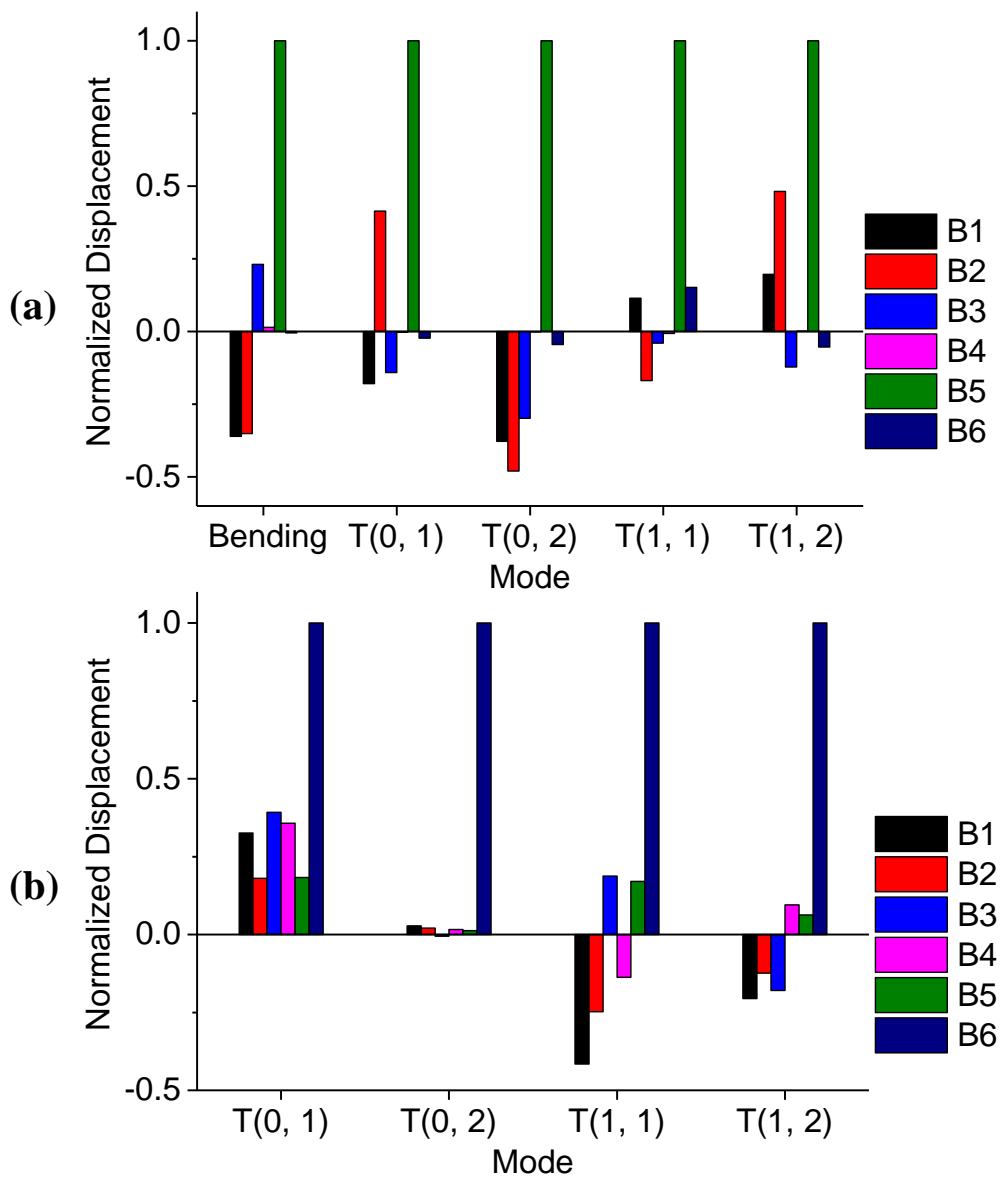 (a)
Normalized Displacement
1.0
0.5
0.0
-0.5
Bending T(0, 1) T(0, 2) T(1, 1) T(1, 2)
Mode
B1
B2
B3
B4
B5
B6
(b)
Normalized Displacement
1.0
0.5
0.0
-0.5
T(0, 1) T(0, 2) T(1, 1) T(1, 2)
Mode
B1
B2
B3
B4
B5
B6